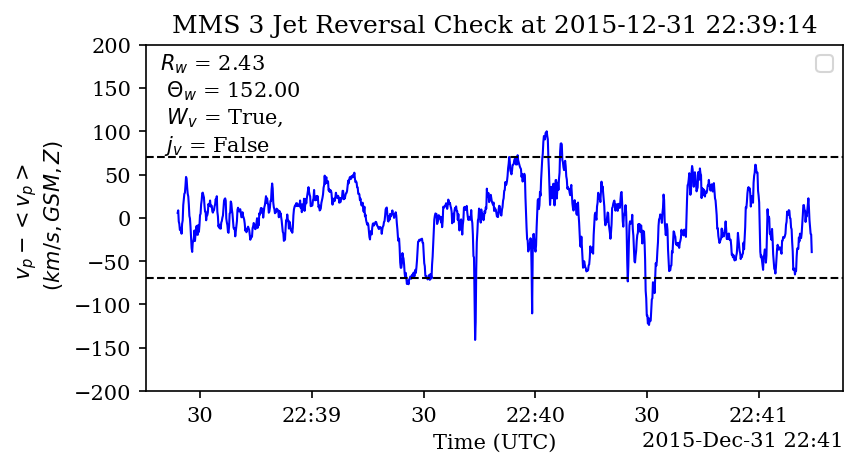 MMS 3 Jet Reversal Check at 2015-12-31 22:39:14
200
150
100
50
0
−50
−100
−150
−200
v_p − <v_p>
(km/s, GSM, Z)
R_w = 2.43
Θ_w = 152.00
W_v = True,
j_v = False
30
22:39
30
22:40
30
22:41
Time (UTC)
2015-Dec-31 22:41